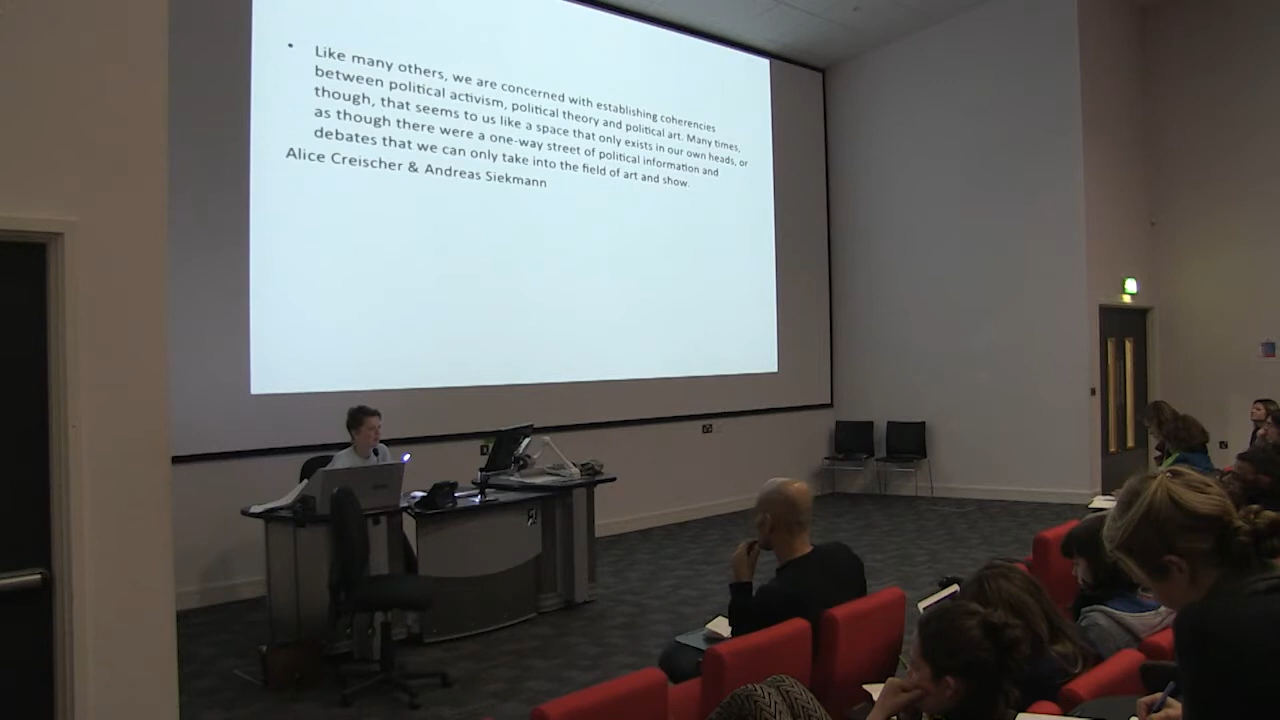 • Like many others, we are concerned with establishing coherencies
between political activism, political theory and political art. Many times,
though, that seems to us like a space that only exists in our own heads, or
as though there were a one-way street of political information and
debates that we can only take into the field of art and show.
Alice Creischer & Andreas Siekmann